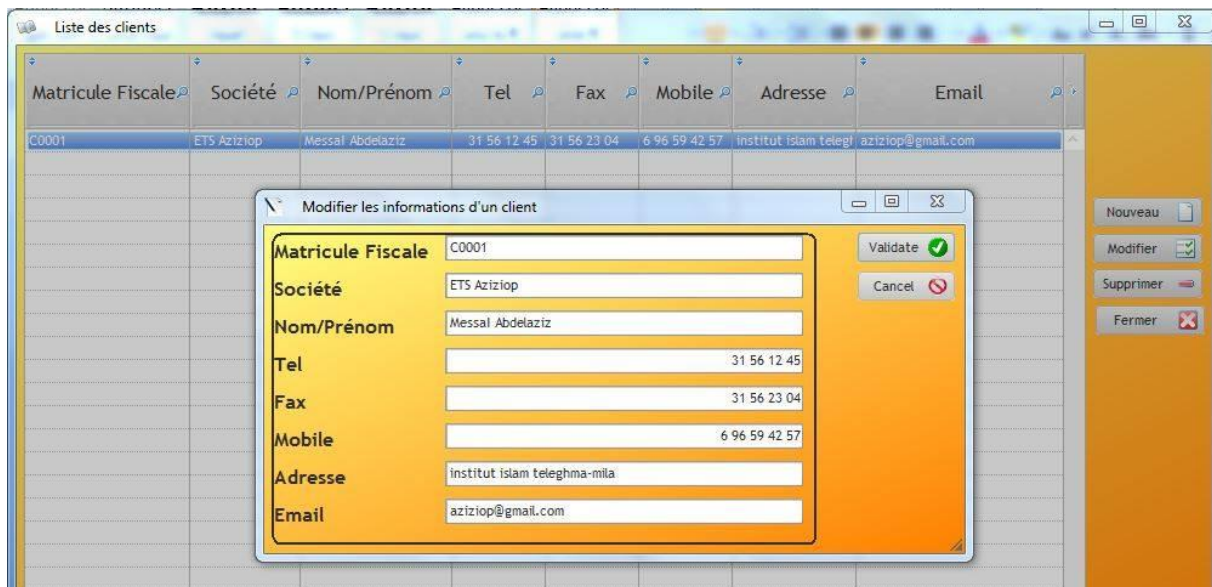 Liste des clients
Matricule Fiscale Société Nom/Prénom Tel Fax Mobile Adresse Email
C0001 ETS Aziziop Messal Abdelaziz 31 56 12 45 31 56 23 04 6 96 59 42 57 institut islam telegh aziziop@gmail.com
Modifier les informations d'un client
Matricule Fiscale C0001
Société ETS Aziziop
Nom/Prénom Messal Abdelaziz
Tel 31 56 12 45
Fax 31 56 23 04
Mobile 6 96 59 42 57
Adresse institut islam teleghma-mila
Email aziziop@gmail.com
Validate
Cancel
Nouveau
Modifier
Supprimer
Fermer